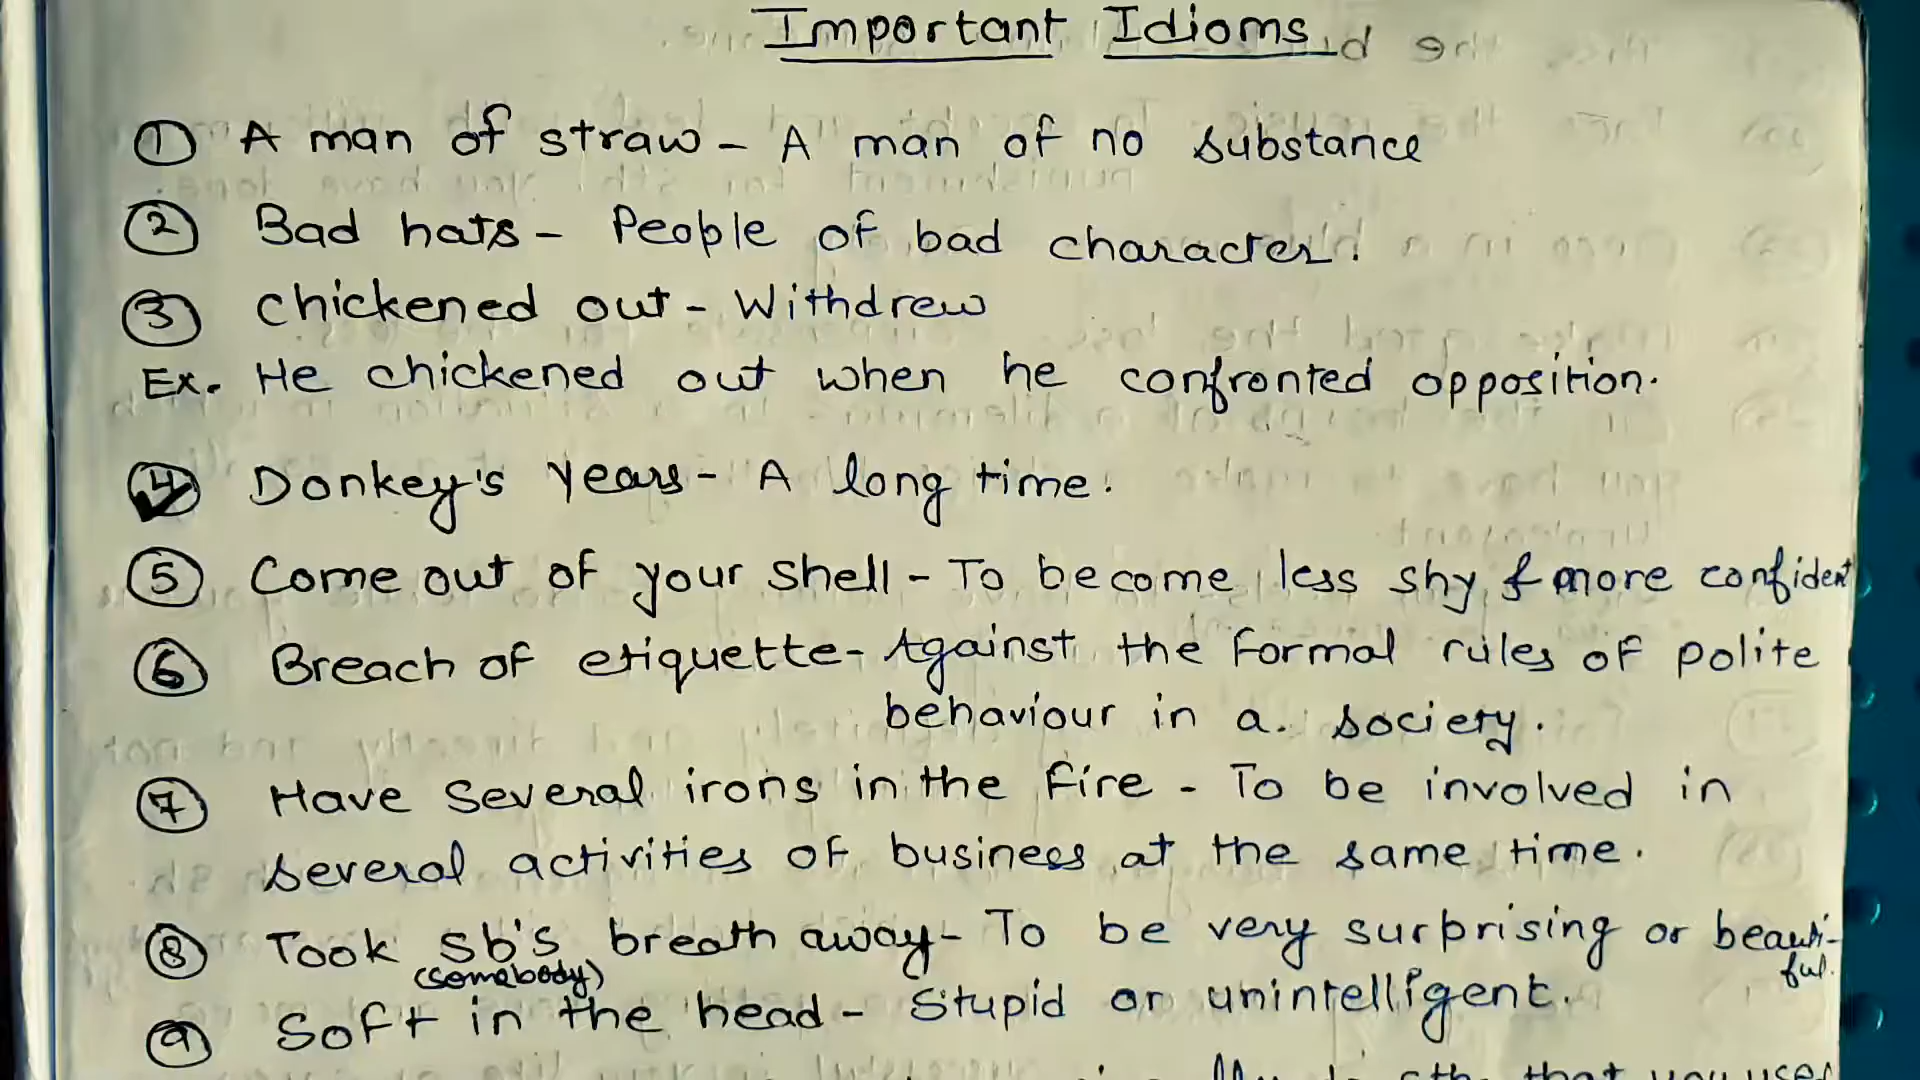 Important Idioms
① A man of straw - A man of no substance
② Bad hats - People of bad character.
③ Chickened out - Withdrew
Ex. He chickened out when he confronted opposition.
④ Donkey's years - A long time.
⑤ Come out of your shell - To become less shy & more confident
⑥ Breach of etiquette - Against the formal rules of polite
behaviour in a society.
⑦ Have several irons in the fire - To be involved in
several activities of business at the same time.
⑧ Took sb's breath away - To be very surprising or beauti-
(somebody) ful.
⑨ Soft in the head - Stupid or unintelligent.
that you used